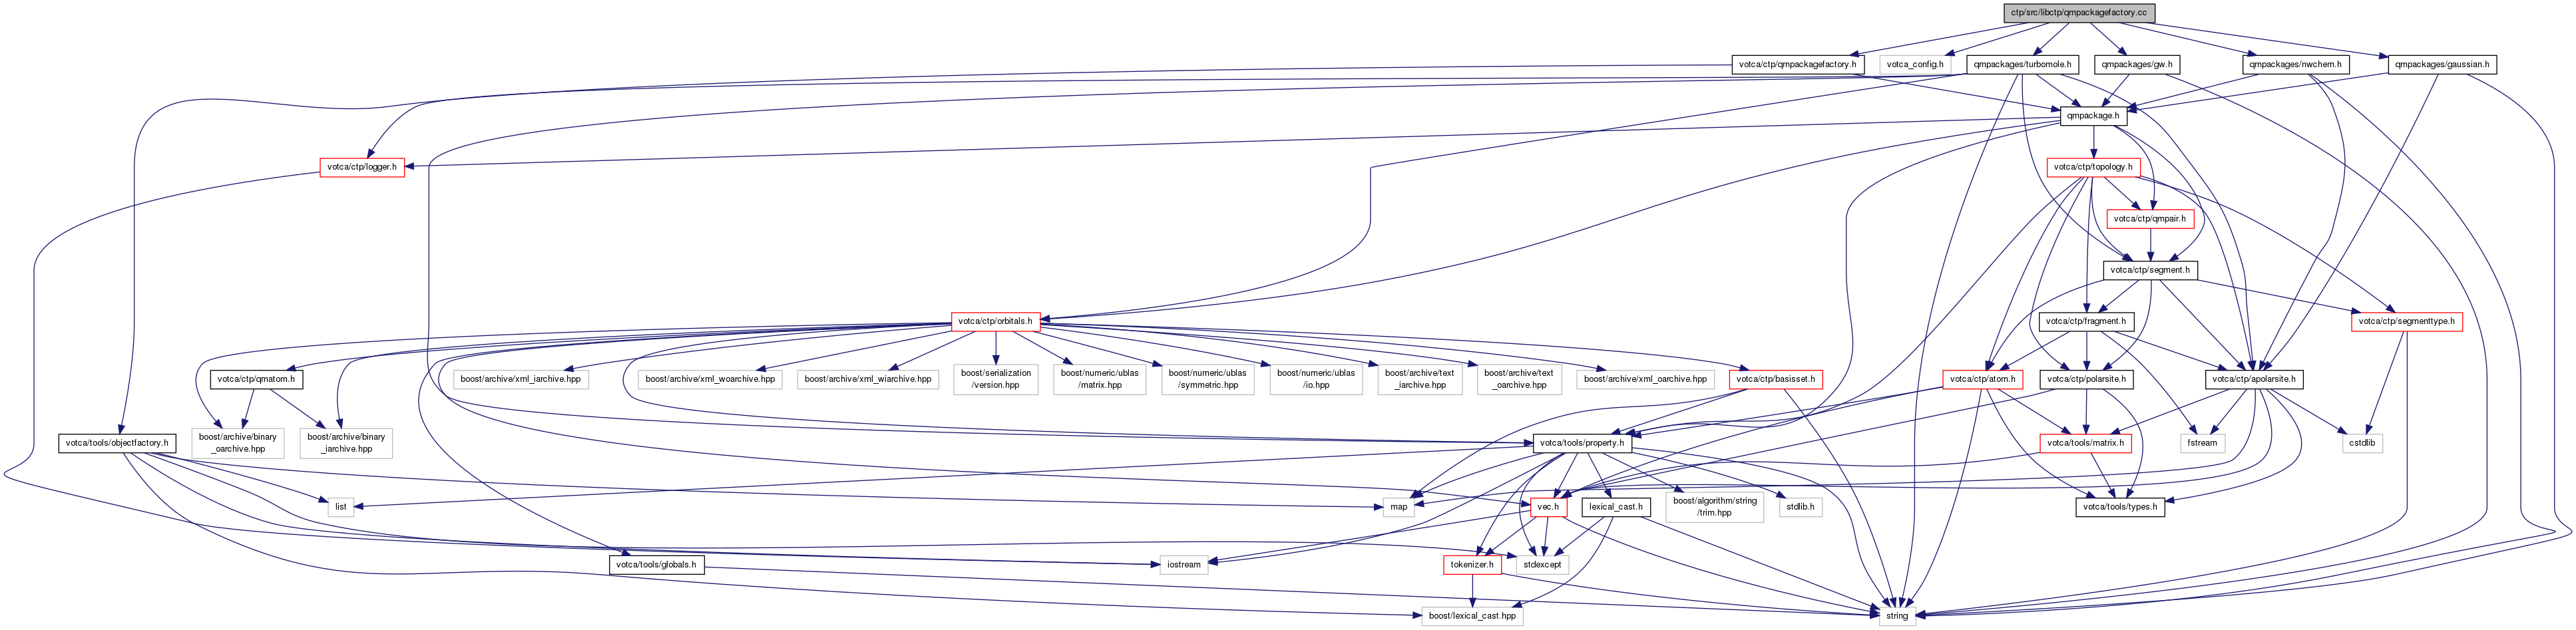 ctp/src/libctp/qmpackagefactory.cc
votca/ctp/qmpackagefactory.h
votca_config.h
qmpackages/turbomole.h
qmpackages/gw.h
qmpackages/nwchem.h
qmpackages/gaussian.h
qmpackage.h
votca/ctp/logger.h
votca/ctp/topology.h
votca/ctp/qmpair.h
votca/ctp/segment.h
votca/ctp/orbitals.h
votca/ctp/fragment.h
votca/ctp/segmenttype.h
votca/ctp/qmatom.h
boost/archive/xml_iarchive.hpp
boost/archive/xml_woarchive.hpp
boost/archive/xml_wiarchive.hpp
boost/serialization
/version.hpp
boost/numeric/ublas
/matrix.hpp
boost/numeric/ublas
/symmetric.hpp
boost/numeric/ublas
/io.hpp
boost/archive/text
_iarchive.hpp
boost/archive/text
_oarchive.hpp
boost/archive/xml_oarchive.hpp
votca/ctp/basisset.h
votca/ctp/atom.h
votca/ctp/polarsite.h
votca/ctp/apolarsite.h
votca/tools/objectfactory.h
boost/archive/binary
_oarchive.hpp
boost/archive/binary
_iarchive.hpp
votca/tools/property.h
votca/tools/matrix.h
fstream
cstdlib
list
map
vec.h
lexical_cast.h
boost/algorithm/string
/trim.hpp
stdlib.h
votca/tools/types.h
votca/tools/globals.h
iostream
tokenizer.h
stdexcept
boost/lexical_cast.hpp
string